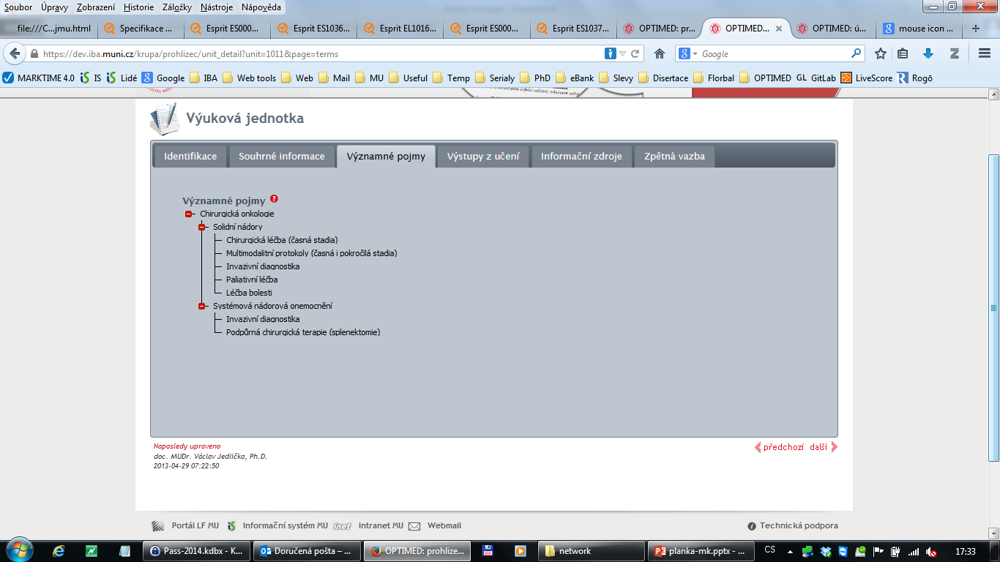 Soubor Úpravy Zobrazení Historie Záložky Nástroje Nápověda
file:///C...jmu.html Specifikace ... Esprit ES000... Esprit ES1036... Esprit EL1016... Esprit ES000... Esprit ES1037... OPTIMED: pr... OPTIMED... OPTIMED: ú... mouse icon ...
https://dev.iba.muni.cz/krupa/prohlizec/unit_detail?unit=1011&page=terms Google
MARKTIME 4.0 IS Lidé Google IBA Web tools Web Mail MU Useful Temp Serialy PhD eBank Slevy Disertace Florbal OPTIMED GL GitLab LiveScore Rogō
Výuková jednotka
Identifikace Souhrné informace Významné pojmy Výstupy z učení Informační zdroje Zpětná vazba
Významné pojmy ?
Chirurgická onkologie
Solidní nádory
Chirurgická léčba (časná stadia)
Multimodalitní protokoly (časná i pokročilá stadia)
Invazivní diagnostika
Paliativní léčba
Léčba bolesti
Systémová nádorová onemocnění
Invazivní diagnostika
Podpůrná chirurgická terapie (splenektomie)
Naposledy upraveno
předchozí další
doc. MUDr. Václav Jedlička, Ph.D.
2013-04-29 07:22:50
Portál LF MU Informační systém MU inet Intranet MU Webmail Technická podpora
Pass-2014.kdbx - K... Doručená pošta – ... OPTIMED: prohlize... network planka-mk.pptx - ... CS 17:33